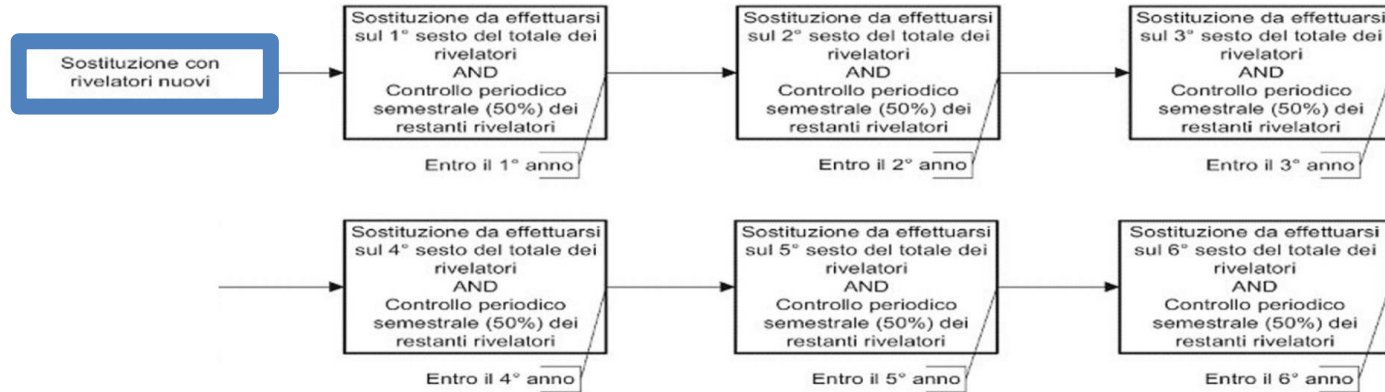 Sostituzione con
rivelatori nuovi
Sostituzione da effettuarsi
sul 1° sesto del totale dei
rivelatori
AND
Controllo periodico
semestrale (50%) dei
restanti rivelatori
Entro il 1° anno
Sostituzione da effettuarsi
sul 2° sesto del totale dei
rivelatori
AND
Controllo periodico
semestrale (50%) dei
restanti rivelatori
Entro il 2° anno
Sostituzione da effettuarsi
sul 3° sesto del totale dei
rivelatori
AND
Controllo periodico
semestrale (50%) dei
restanti rivelatori
Entro il 3° anno
Sostituzione da effettuarsi
sul 4° sesto del totale dei
rivelatori
AND
Controllo periodico
semestrale (50%) dei
restanti rivelatori
Entro il 4° anno
Sostituzione da effettuarsi
sul 5° sesto del totale dei
rivelatori
AND
Controllo periodico
semestrale (50%) dei
restanti rivelatori
Entro il 5° anno
Sostituzione da effettuarsi
sul 6° sesto del totale dei
rivelatori
AND
Controllo periodico
semestrale (50%) dei
restanti rivelatori
Entro il 6° anno